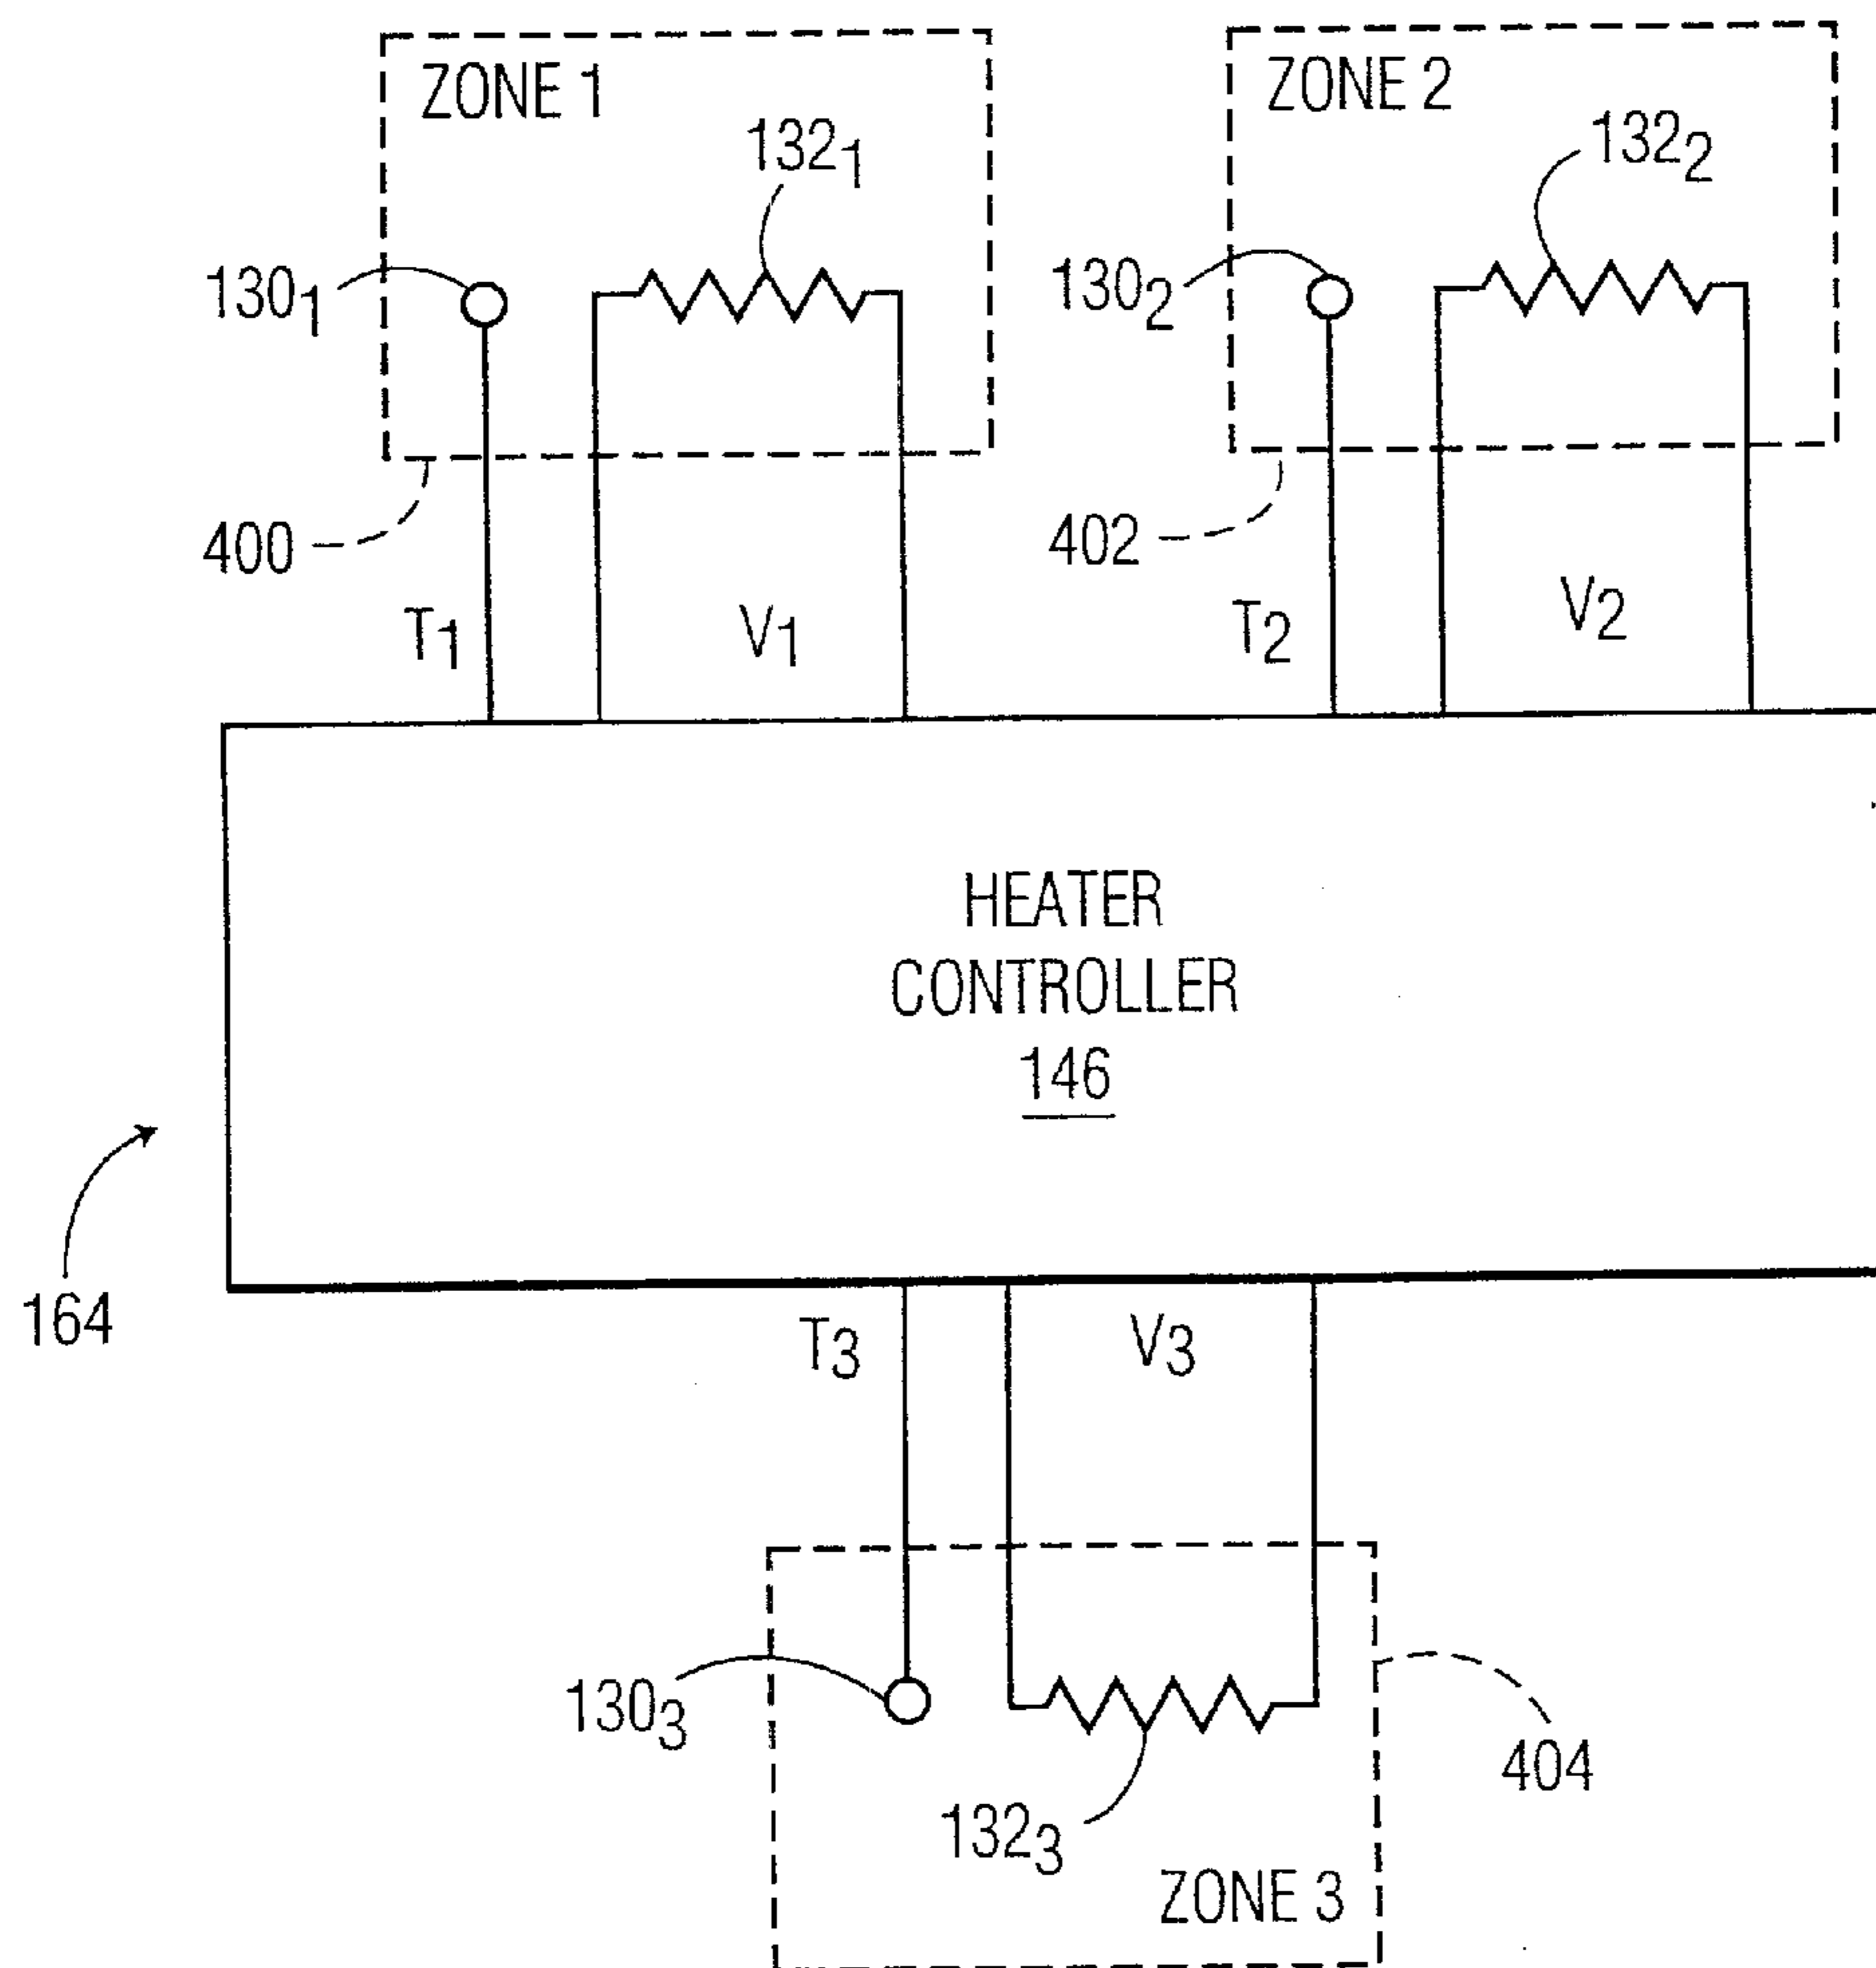 ZONE 1
132₁
130₁
400
T₁
V₁
ZONE 2
132₂
130₂
402
T₂
V₂
HEATER
CONTROLLER
146
164
T₃
V₃
130₃
132₃
404
ZONE 3